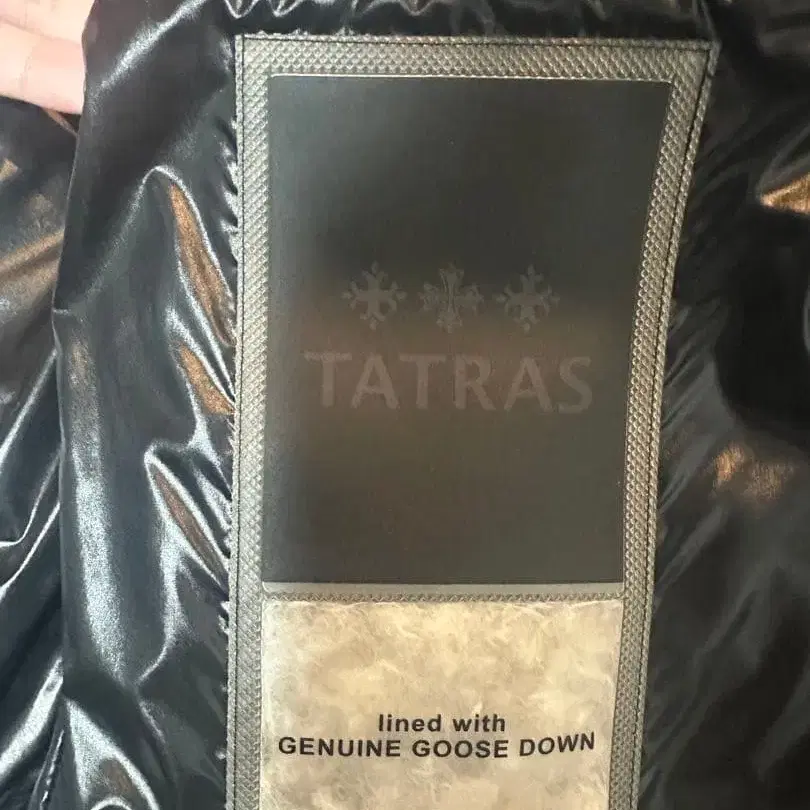 TATRAS
lined with
GENUINE GOOSE DOWN